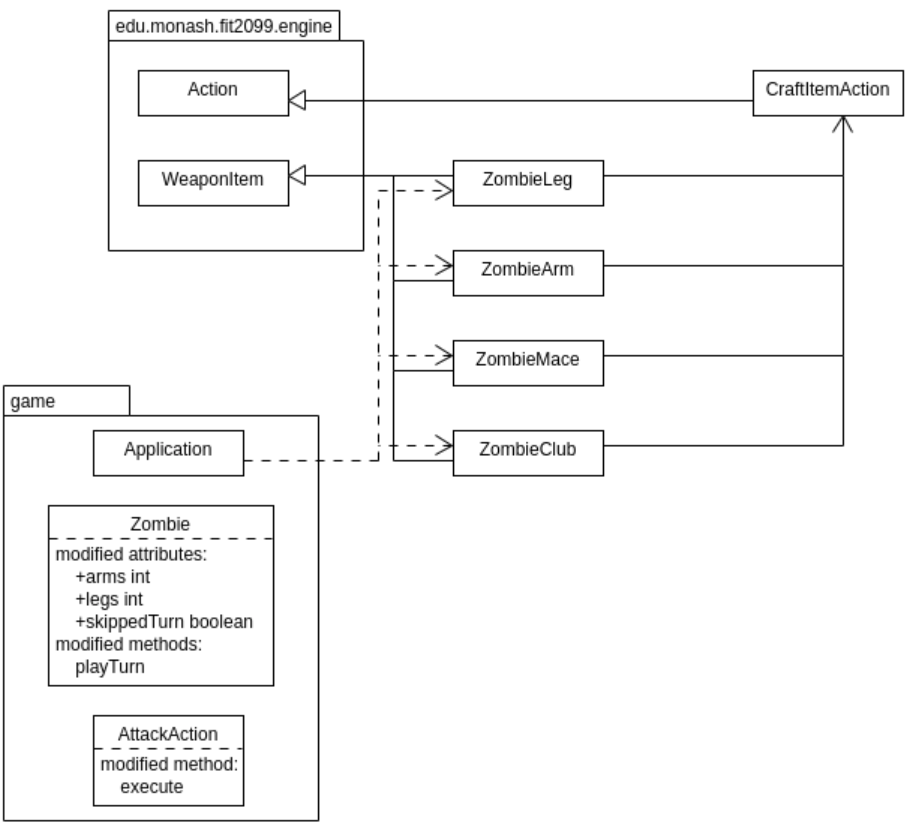 edu.monash.fit2099.engine
Action
CraftItemAction
WeaponItem
ZombieLeg
ZombieArm
ZombieMace
game
Application
ZombieClub
Zombie
modified attributes:
+arms int
+legs int
+skippedTurn boolean
modified methods:
playTurn
AttackAction
modified method:
execute